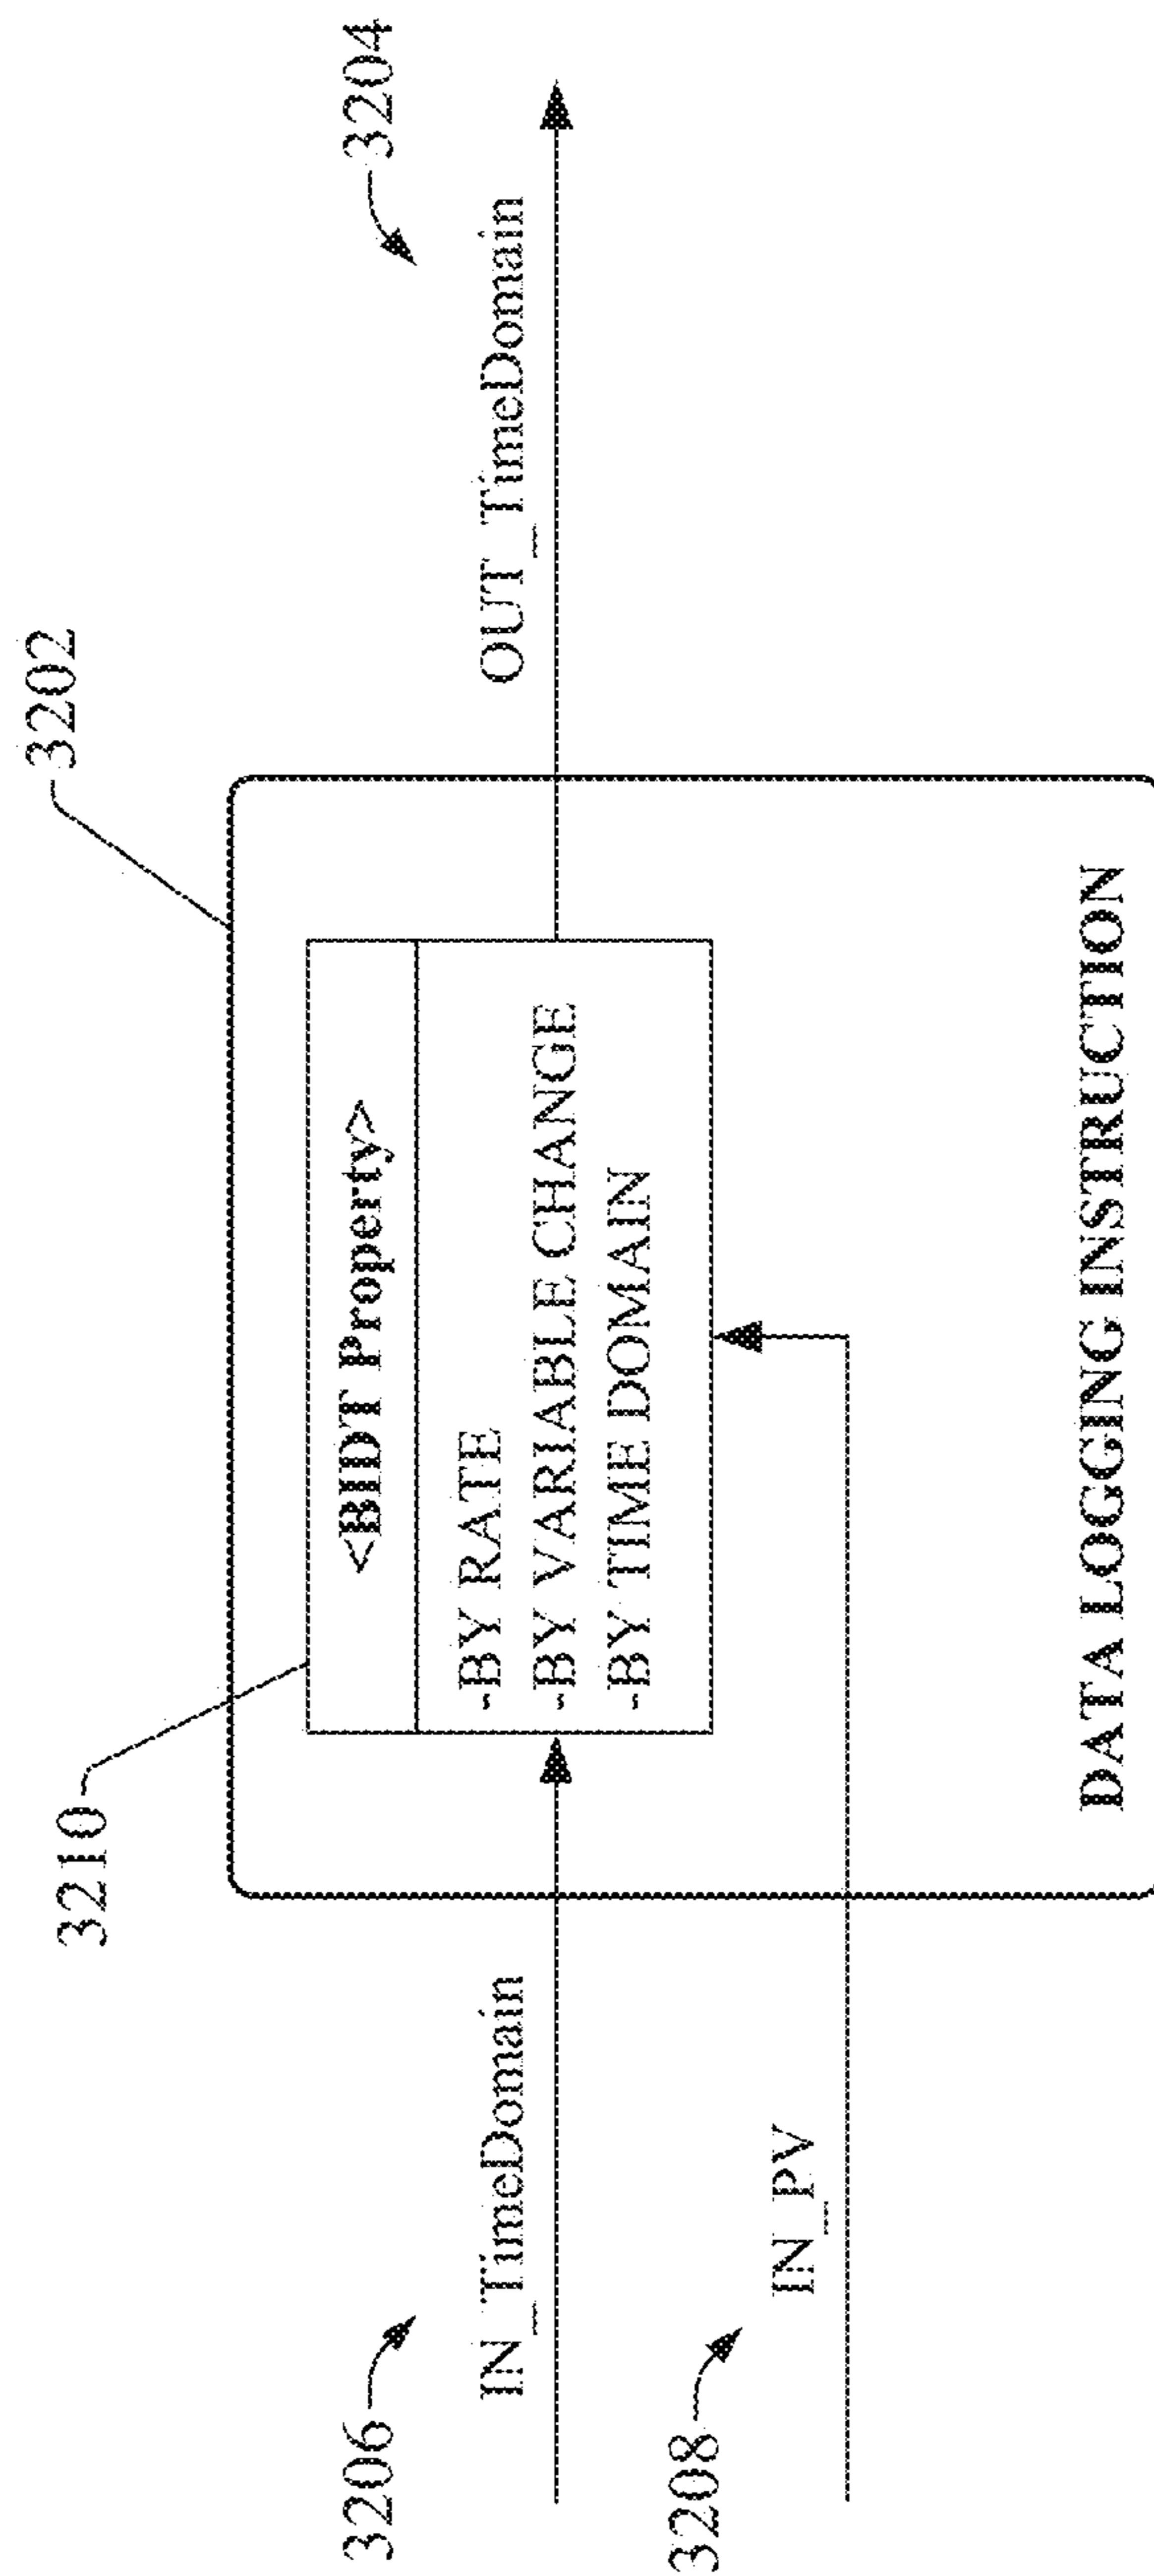 3202
3210
3204
<BIDT Property>
-BY RATE
-BY VARIABLE CHANGE
-BY TIME DOMAIN
3206
IN_TimeDomain
OUT_TimeDomain
3208
IN_PV
DATA LOGGING INSTRUCTION